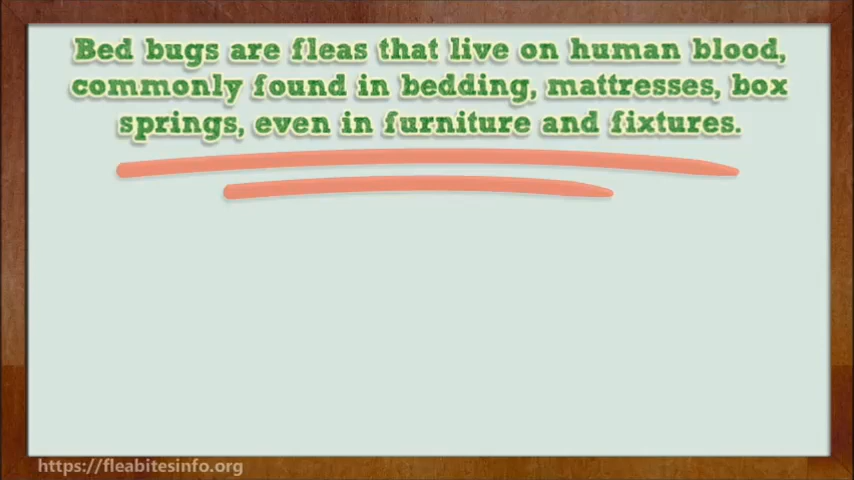 Bed bugs are fleas that live on human blood,
commonly found in bedding, mattresses, box
springs, even in furniture and fixtures.
https://fleabitesinfo.org